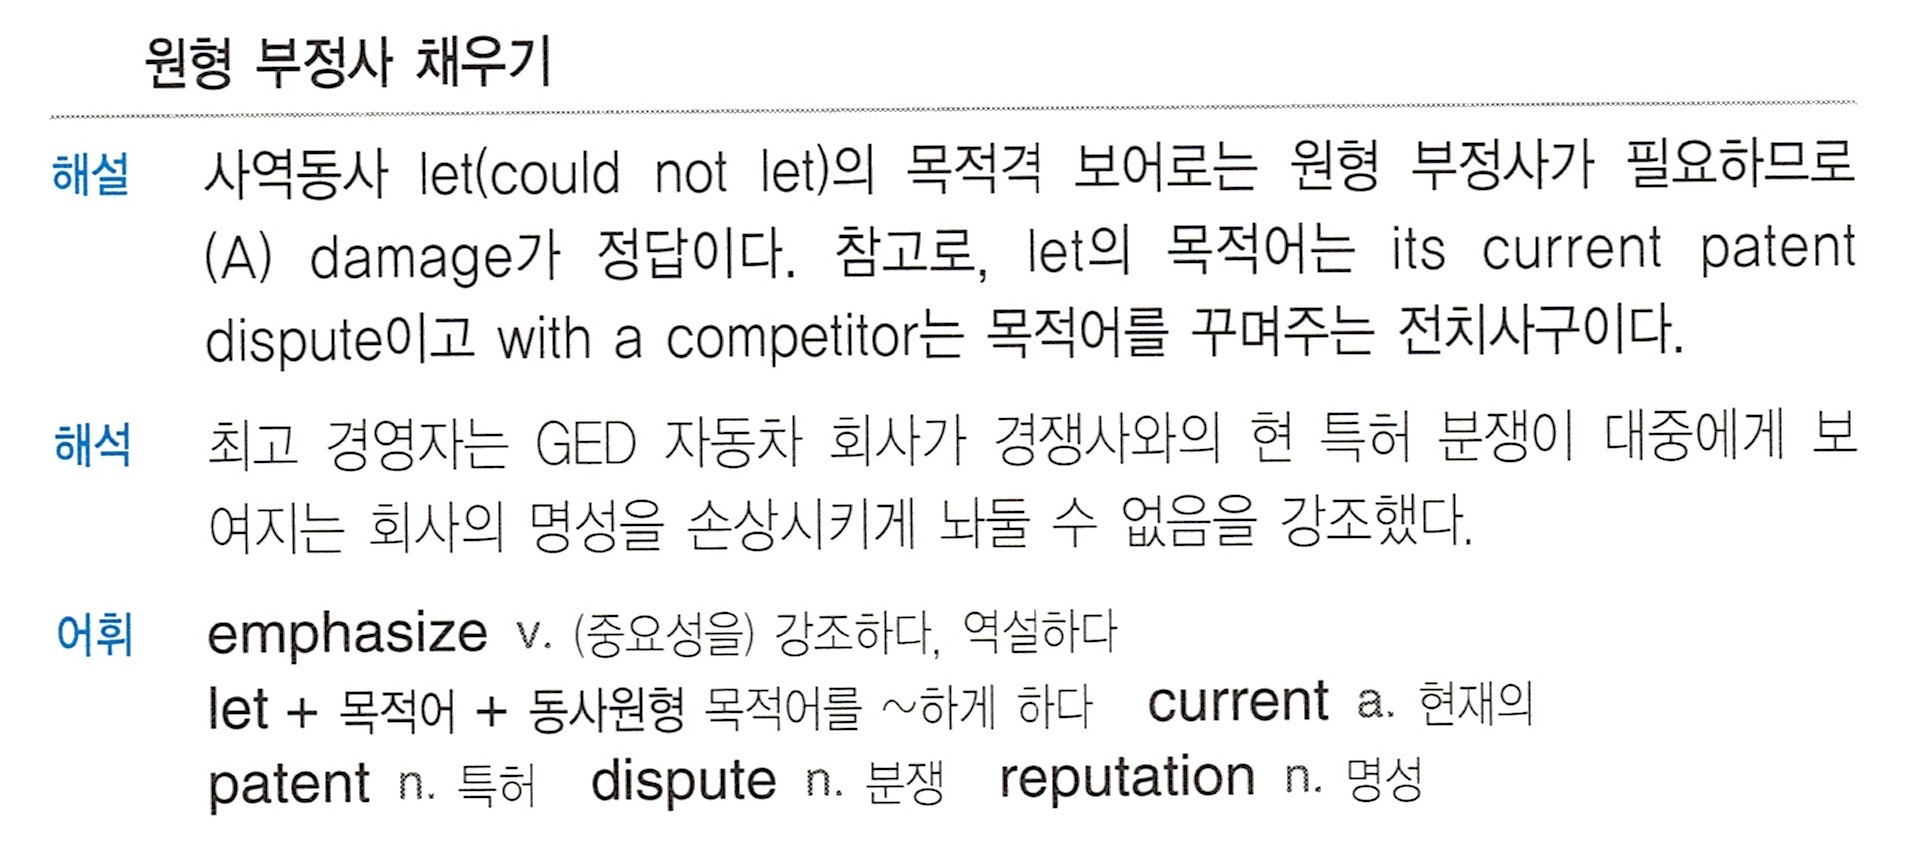 원형 부정사 채우기
해설 사역동사 let(could not let)의 목적격 보어로는 원형 부정사가 필요하므로
(A) damage가 정답이다. 참고로, let의 목적어는 its current patent
dispute이고 with a competitor는 목적어를 꾸며주는 전치사구이다.
해석 최고 경영자는 GED 자동차 회사가 경쟁사와의 현 특허 분쟁이 대중에게 보
여지는 회사의 명성을 손상시키게 놔둘 수 없음을 강조했다.
어휘 emphasize v. (중요성을) 강조하다, 역설하다
let + 목적어 + 동사원형 목적어를 ~하게 하다 current a. 현재의
patent n. 특허 dispute n. 분쟁 reputation n. 명성